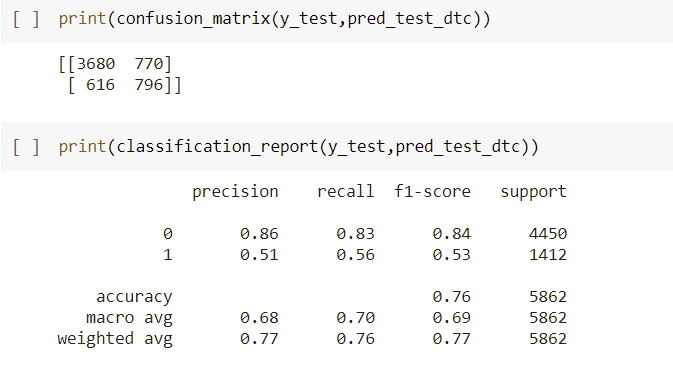 [ ] print(confusion_matrix(y_test,pred_test_dtc))
[[3680 770]
[ 616 796]]
[ ] print(classification_report(y_test,pred_test_dtc))
precision recall f1-score support
0 0.86 0.83 0.84 4450
1 0.51 0.56 0.53 1412
accuracy 0.76 5862
macro avg 0.68 0.70 0.69 5862
weighted avg 0.77 0.76 0.77 5862